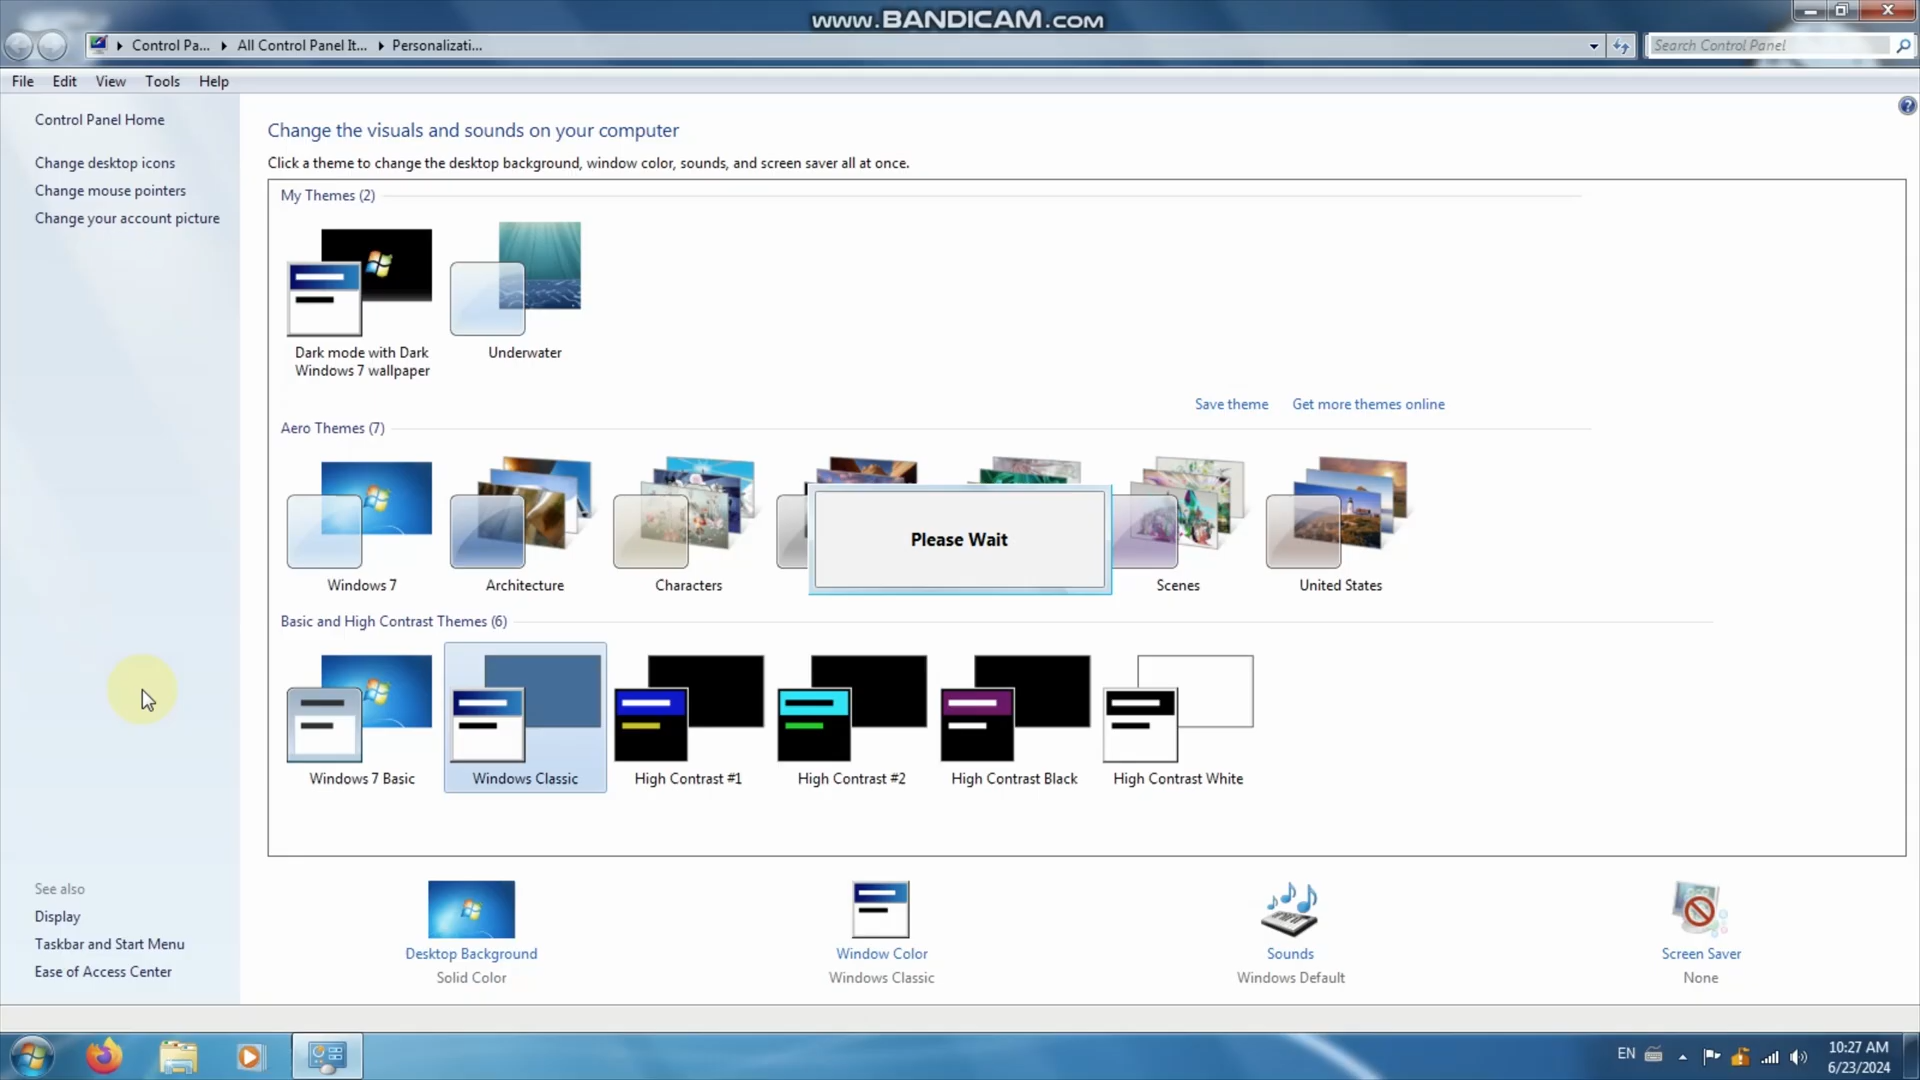 www.BANDICAM.com
Control Pa...
All Control Panel It...
Personalizati...
Search Control Panel
File
Edit
View
Tools
Help
Control Panel Home
Change desktop icons
Change mouse pointers
Change your account picture
Change the visuals and sounds on your computer
Click a theme to change the desktop background, window color, sounds, and screen saver all at once.
My Themes (2)
Dark mode with Dark
Windows 7 wallpaper
Underwater
Save theme
Get more themes online
Aero Themes (7)
Windows 7
Architecture
Characters
Please Wait
Scenes
United States
Basic and High Contrast Themes (6)
Windows 7 Basic
Windows Classic
High Contrast #1
High Contrast #2
High Contrast Black
High Contrast White
See also
Display
Taskbar and Start Menu
Ease of Access Center
Desktop Background
Solid Color
Window Color
Windows Classic
Sounds
Windows Default
Screen Saver
None
EN
10:27 AM
6/23/2024